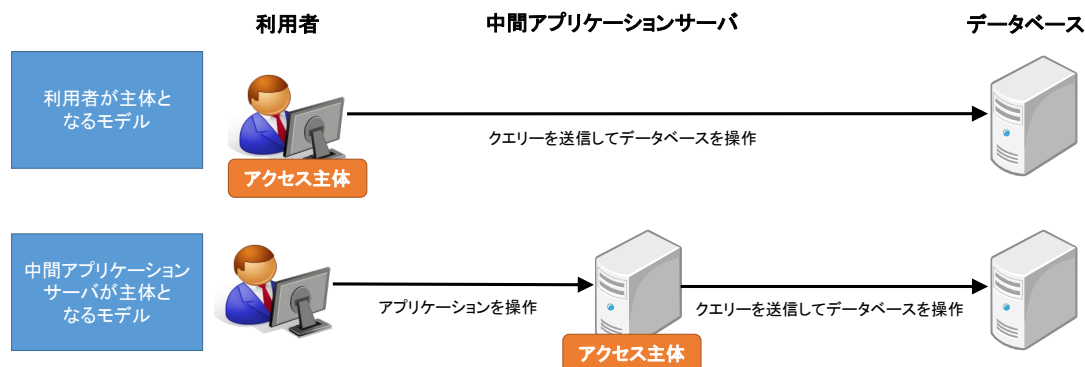 利用者
中間アプリケーションサーバ
データベース
利用者が主体と
なるモデル
クエリーを送信してデータベースを操作
アクセス主体
中間アプリケーション
サーバが主体と
なるモデル
アプリケーションを操作
クエリーを送信してデータベースを操作
アクセス主体